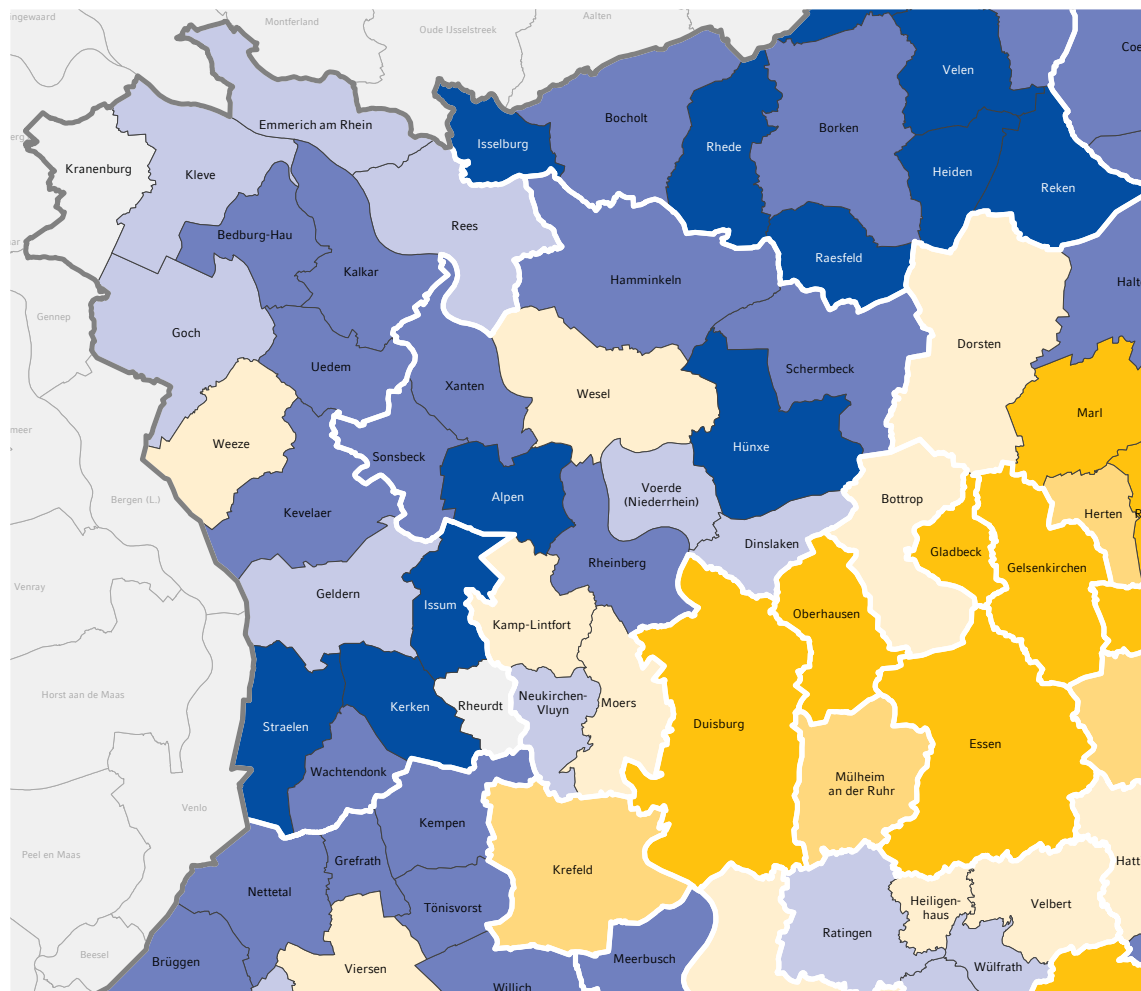 Montferland
Aalten
Oude IJsselstreek
Coe
Velen
Bocholt
Borken
Emmerich am Rhein
Isselburg
Rhede
Kranenburg
Kleve
Heiden
Reken
Bedburg-Hau
Rees
Raesfeld
Kalkar
Hamminkeln
Halte
Gennep
Goch
Dorsten
Uedem
Schermbeck
Xanten
Wesel
Marl
meer
Weeze
Hünxe
Sonsbeck
Voerde
(Niederrhein)
Bergen (L.)
Alpen
Bottrop
Kevelaer
Herten
R
Dinslaken
Gladbeck
Rheinberg
Gelsenkirchen
Venray
Geldern
Issum
Oberhausen
Kamp-Lintfort
Horst aan de Maas
Neukirchen-
Vluyn
Rheurdt
Moers
Kerken
Straelen
Duisburg
Essen
Wachtendonk
Mülheim
an der Ruhr
Venlo
Kempen
Peel en Maas
Grefrath
Krefeld
Hatt
Nettetal
Tönisvorst
Heiligen-
haus
Velbert
Ratingen
Beesel
Brüggen
Viersen
Meerbusch
Wülfrath
Willich